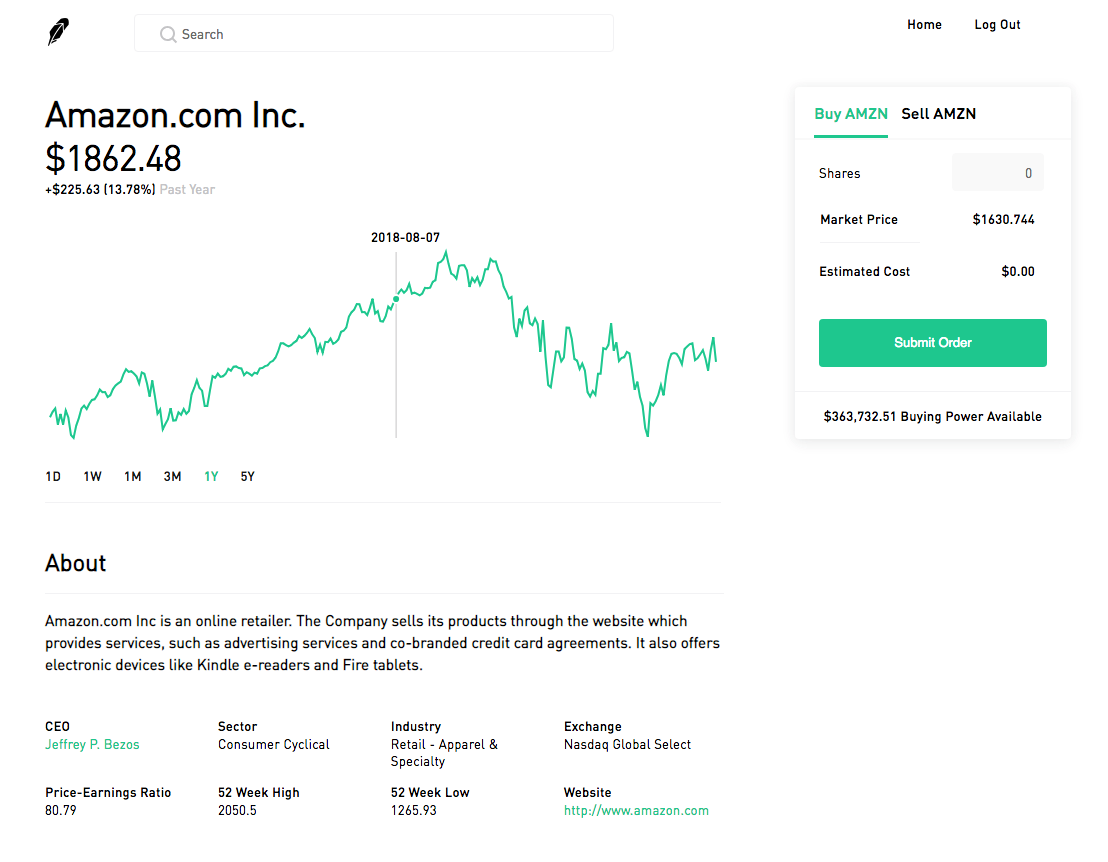 Search
Home
Log Out
Amazon.com Inc.
$1862.48
+$225.63 (13.78%) Past Year
2018-08-07
1D 1W 1M 3M 1Y 5Y
Buy AMZN Sell AMZN
Shares 0
Market Price $1630.744
Estimated Cost $0.00
Submit Order
$363,732.51 Buying Power Available
About
Amazon.com Inc is an online retailer. The Company sells its products through the website which
provides services, such as advertising services and co-branded credit card agreements. It also offers
electronic devices like Kindle e-readers and Fire tablets.
CEO
Jeffrey P. Bezos
Sector
Consumer Cyclical
Industry
Retail - Apparel &
Specialty
Exchange
Nasdaq Global Select
Price-Earnings Ratio
80.79
52 Week High
2050.5
52 Week Low
1265.93
Website
http://www.amazon.com